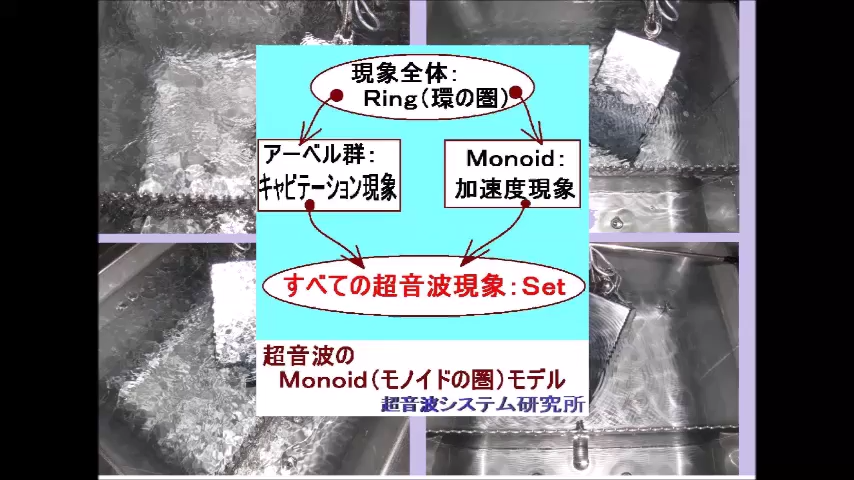 現象全体：
Ring（環の圏）
アーベル群：
キャビテーション現象
Monoid：
加速度現象
すべての超音波現象：Set
超音波の
Monoid（モノイドの圏）モデル
超音波システム研究所